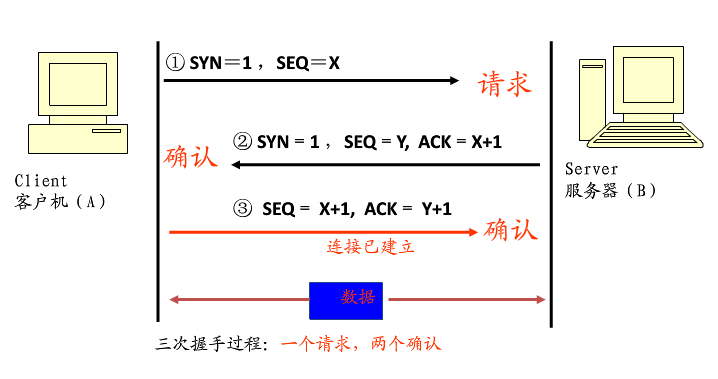 ① SYN＝1 ， SEQ＝X
请求
② SYN = 1 ， SEQ = Y, ACK = X+1
确认
Client
客户机（A）
Server
服务器（B）
③ SEQ = X+1, ACK = Y+1
确认
连接已建立
数据
三次握手过程：一个请求，两个确认